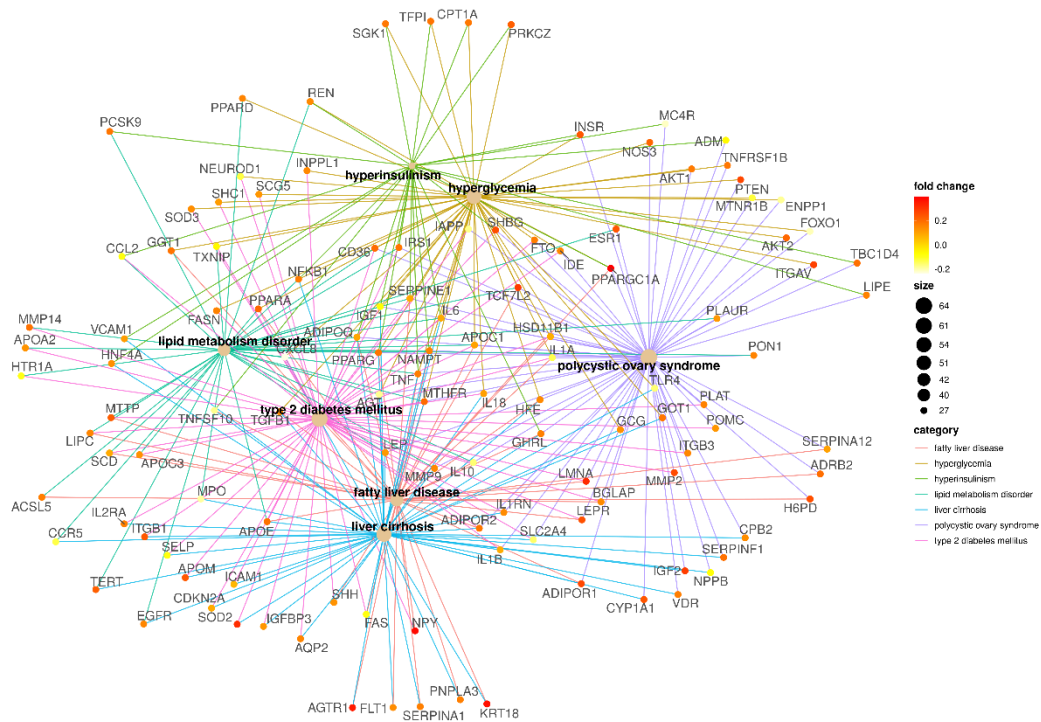 TFPI
CPT1A
SGK1
PRKCZ
REN
PPARD
PCSK9
MC4R
INSR
ADM
NOS3
INPPL1
NEUROD1
TNFRSF1B
hyperinsulinism
AKT1
SCG5
SHC1
hyperglycemia
PTEN
MTNR1B
ENPP1
SOD3
SHBG
IAPP
FOXO1
CCL2
GGT1
IRS1
ESR1
FTO
AKT2
TXNIP
CD36
IDE
TBC1D4
NFKB1
PPARGC1A
ITGAV
SERPINE1
TCF7L2
LIPE
PPARA
IGF1
IL6
PLAUR
MMP14
FASN
VCAM1
ADIPOQ
HSD11B1
APOC1
APOA2
lipid metabolism disorder
CXCL8
IL1A
PON1
HNF4A
PPARG
NAMPT
polycystic ovary syndrome
HTR1A
TNF
TLR4
MTHFR
AGT
PLAT
MTTP
TNFSF10
type 2 diabetes mellitus
TGFB1
IL18
HFE
GOT1
POMC
LIPC
GCG
GHRL
LEP
ITGB3
SERPINA12
SCD
APOC3
MMP9
IL10
LMNA
MMP2
ADRB2
MPO
fatty liver disease
BGLAP
ACSL5
IL2RA
IL1RN
LEPR
H6PD
ITGB1
APOE
liver cirrhosis
ADIPOR2
SLC2A4
CPB2
CCR5
SELP
IL1B
SERPINF1
APOM
ICAM1
IGF2
NPPB
TERT
CDKN2A
SHH
ADIPOR1
VDR
EGFR
SOD2
IGFBP3
FAS
NPY
CYP1A1
AQP2
PNPLA3
AGTR1
FLT1
SERPINA1
KRT18
fold change
0.2
0.0
-0.2
size
64
61
54
51
42
40
27
category
fatty liver disease
hyperglycemia
hyperinsulinism
lipid metabolism disorder
liver cirrhosis
polycystic ovary syndrome
type 2 diabetes mellitus